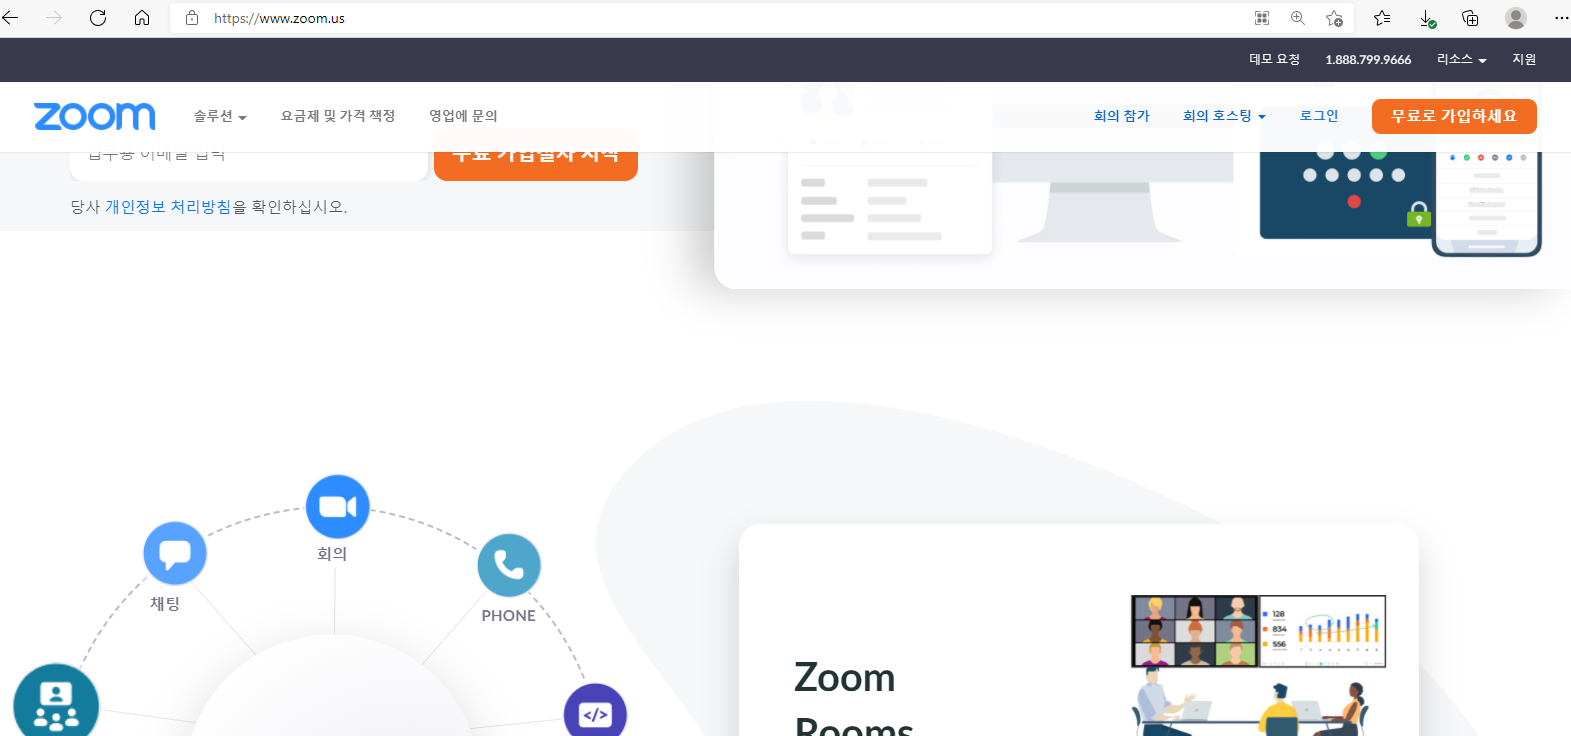 https://www.zoom.us
데모 요청 1.888.799.9666 리소스 지원
zoom 솔루션 요금제 및 가격 책정 영업에 문의 회의 참가 회의 호스팅 로그인 무료로 가입하세요
당사 개인정보 처리방침을 확인하십시오.
회의
채팅
PHONE
</>
128
834
556
Zoom
Rooms